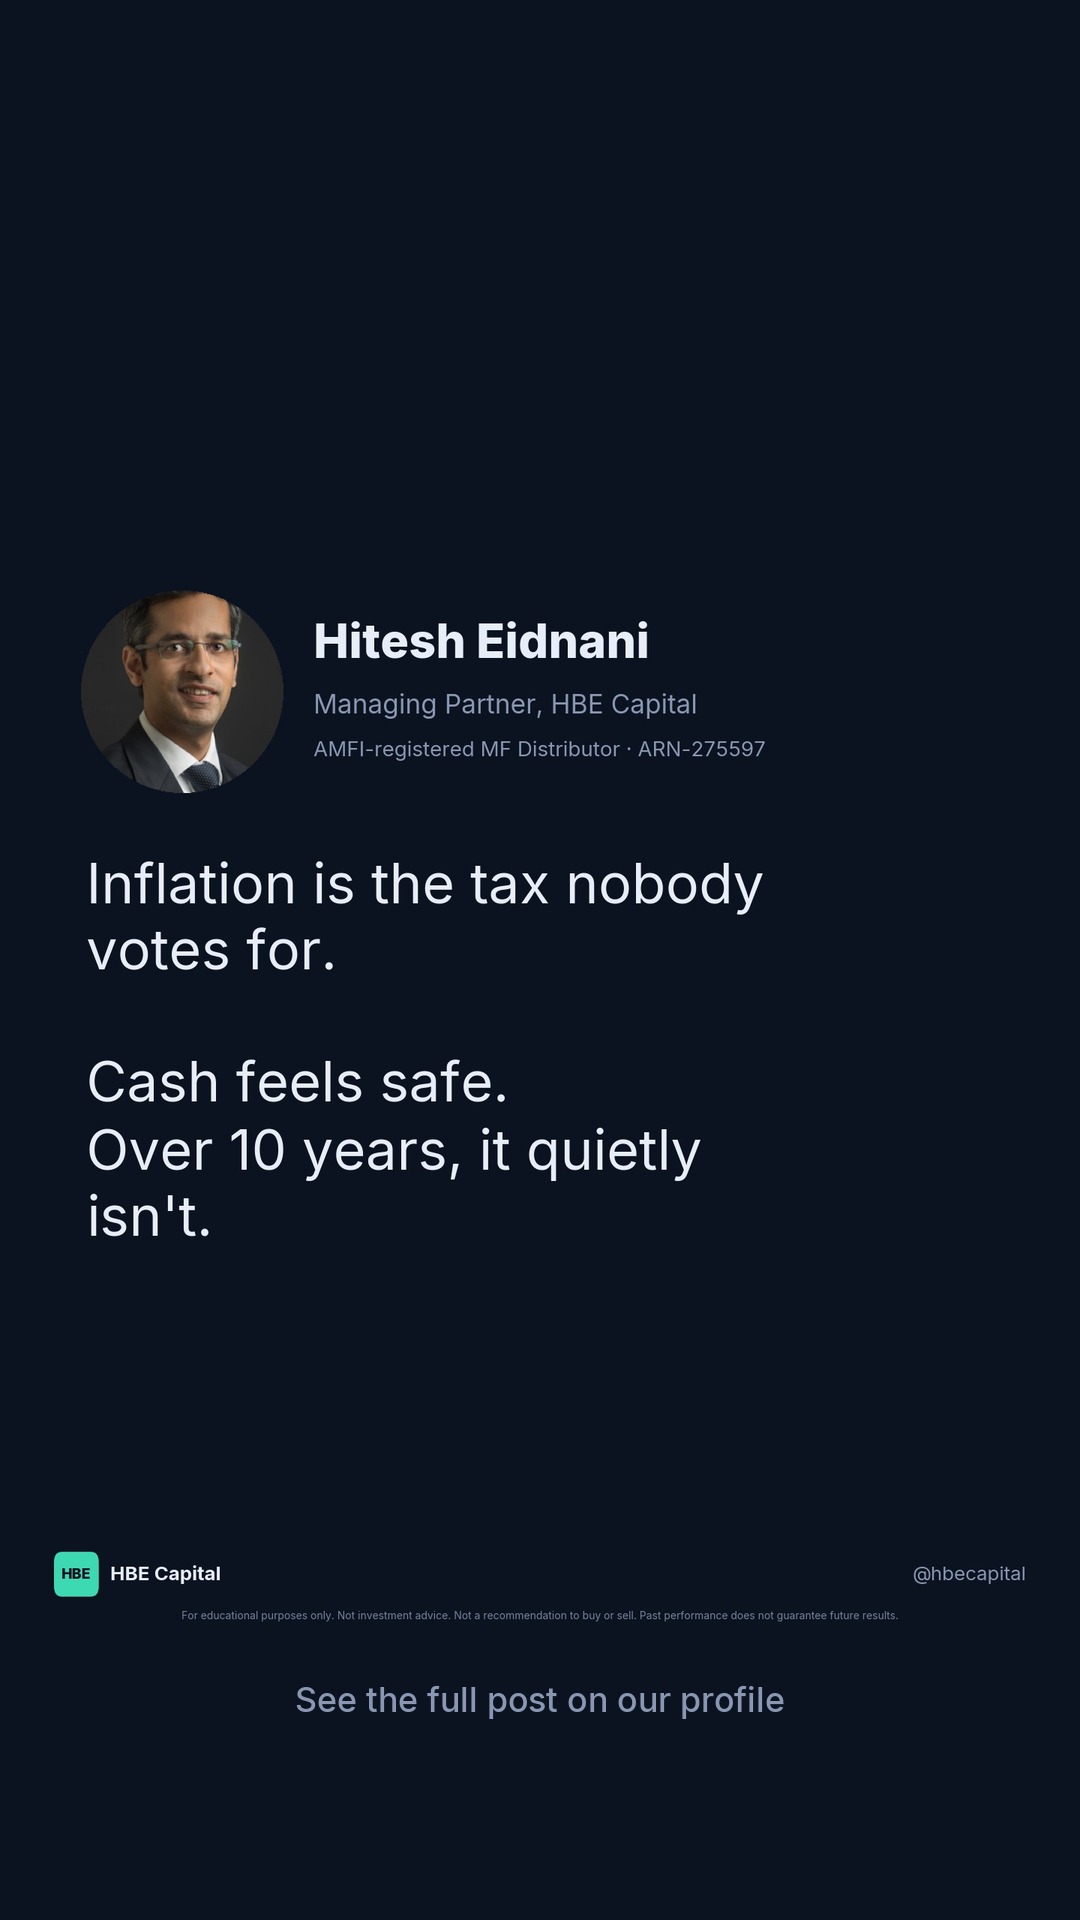 Hitesh Eidnani
Managing Partner, HBE Capital
AMFI-registered MF Distributor · ARN-275597
Inflation is the tax nobody
votes for.
Cash feels safe.
Over 10 years, it quietly
isn't.
HBE HBE Capital @hbecapital
For educational purposes only. Not investment advice. Not a recommendation to buy or sell. Past performance does not guarantee future results.
See the full post on our profile